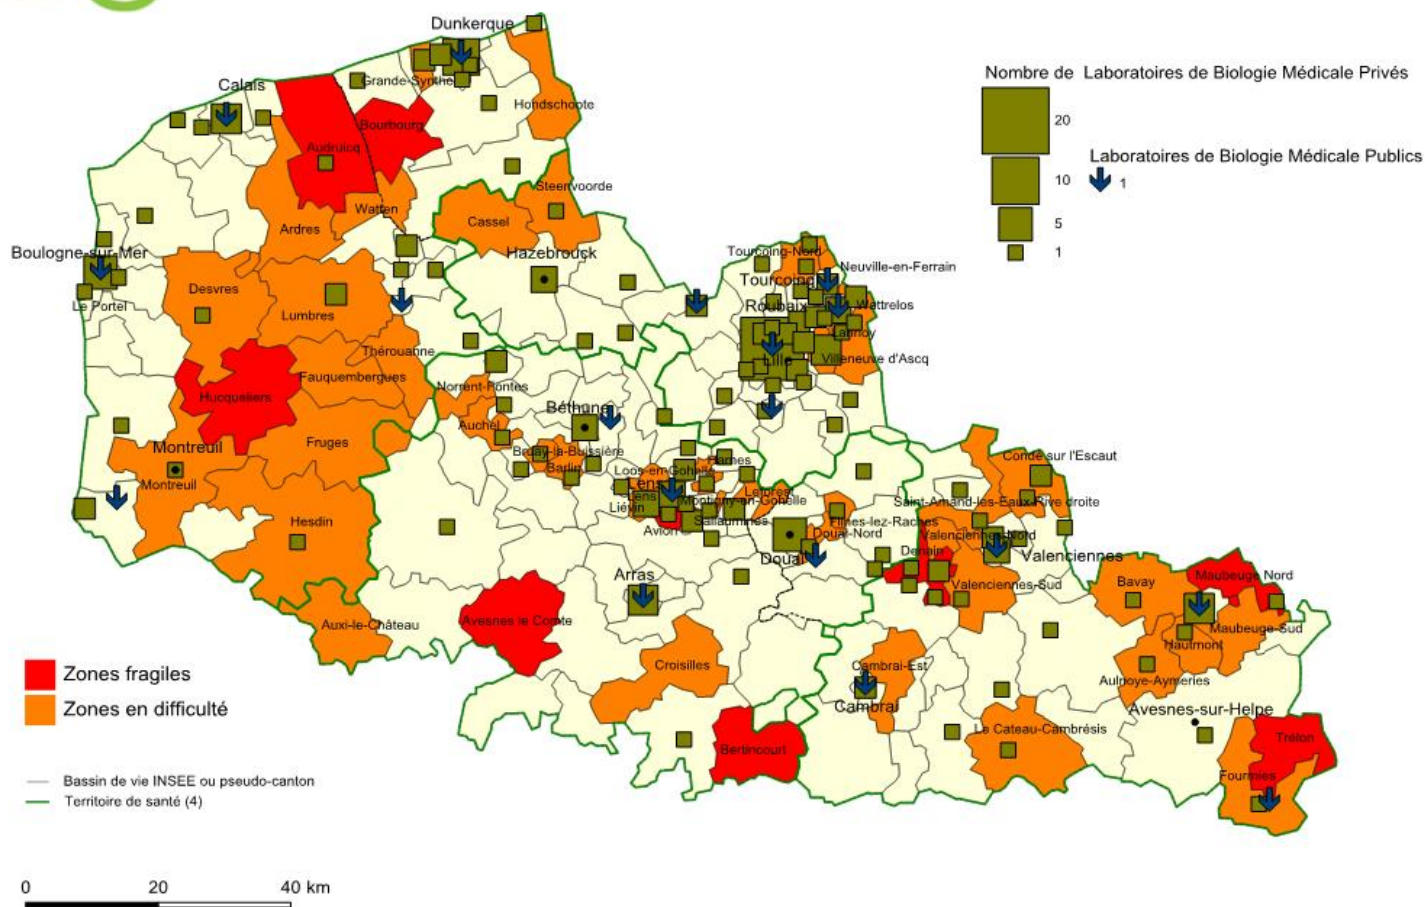 Dunkerque
Nombre de Laboratoires de Biologie Médicale Privés
20
10
5
1
Laboratoires de Biologie Médicale Publics
1
Calais
Grande-Synthe
Hondschoote
Bourbourg
Audruicq
Steenvoorde
Watten
Cassel
Ardres
Boulogne-sur-Mer
Hazebrouck
Tourcoing-Nord
Neuville-en-Ferrain
Tourcoing
Desvres
Le Portel
Lumbres
Roubaix
Wattrelos
Lannoy
Thérouanne
Lille
Villeneuve d'Ascq
Fauquembergues
Norrent-Fontes
Hucqueliers
Béthune
Auchel
Fruges
Montreuil
Bruay-la-Buissière
Barlin
Condé sur l'Escaut
Harnes
Loos-en-Gohelle
Montreuil
Lens
Lens
Leforest
Montigny-en-Gohelle
Saint-Amand-les-Eaux-Rive droite
Liévin
Hesdin
Sallaumines
Flines-lez-Raches
Avion
Douai-Nord
Valenciennes-Nord
Douai
Denain
Valenciennes
Arras
Valenciennes-Sud
Bavay
Maubeuge Nord
Auxi-le-Château
Avesnes le Comte
Maubeuge-Sud
Hautmont
Croisilles
Cambrai-Est
Aulnoye-Aymeries
Zones fragiles
Zones en difficulté
Cambrai
Avesnes-sur-Helpe
Le Cateau-Cambrésis
Bertincourt
Trélon
Fourmies
Bassin de vie INSEE ou pseudo-canton
Territoire de santé (4)
0 20 40 km